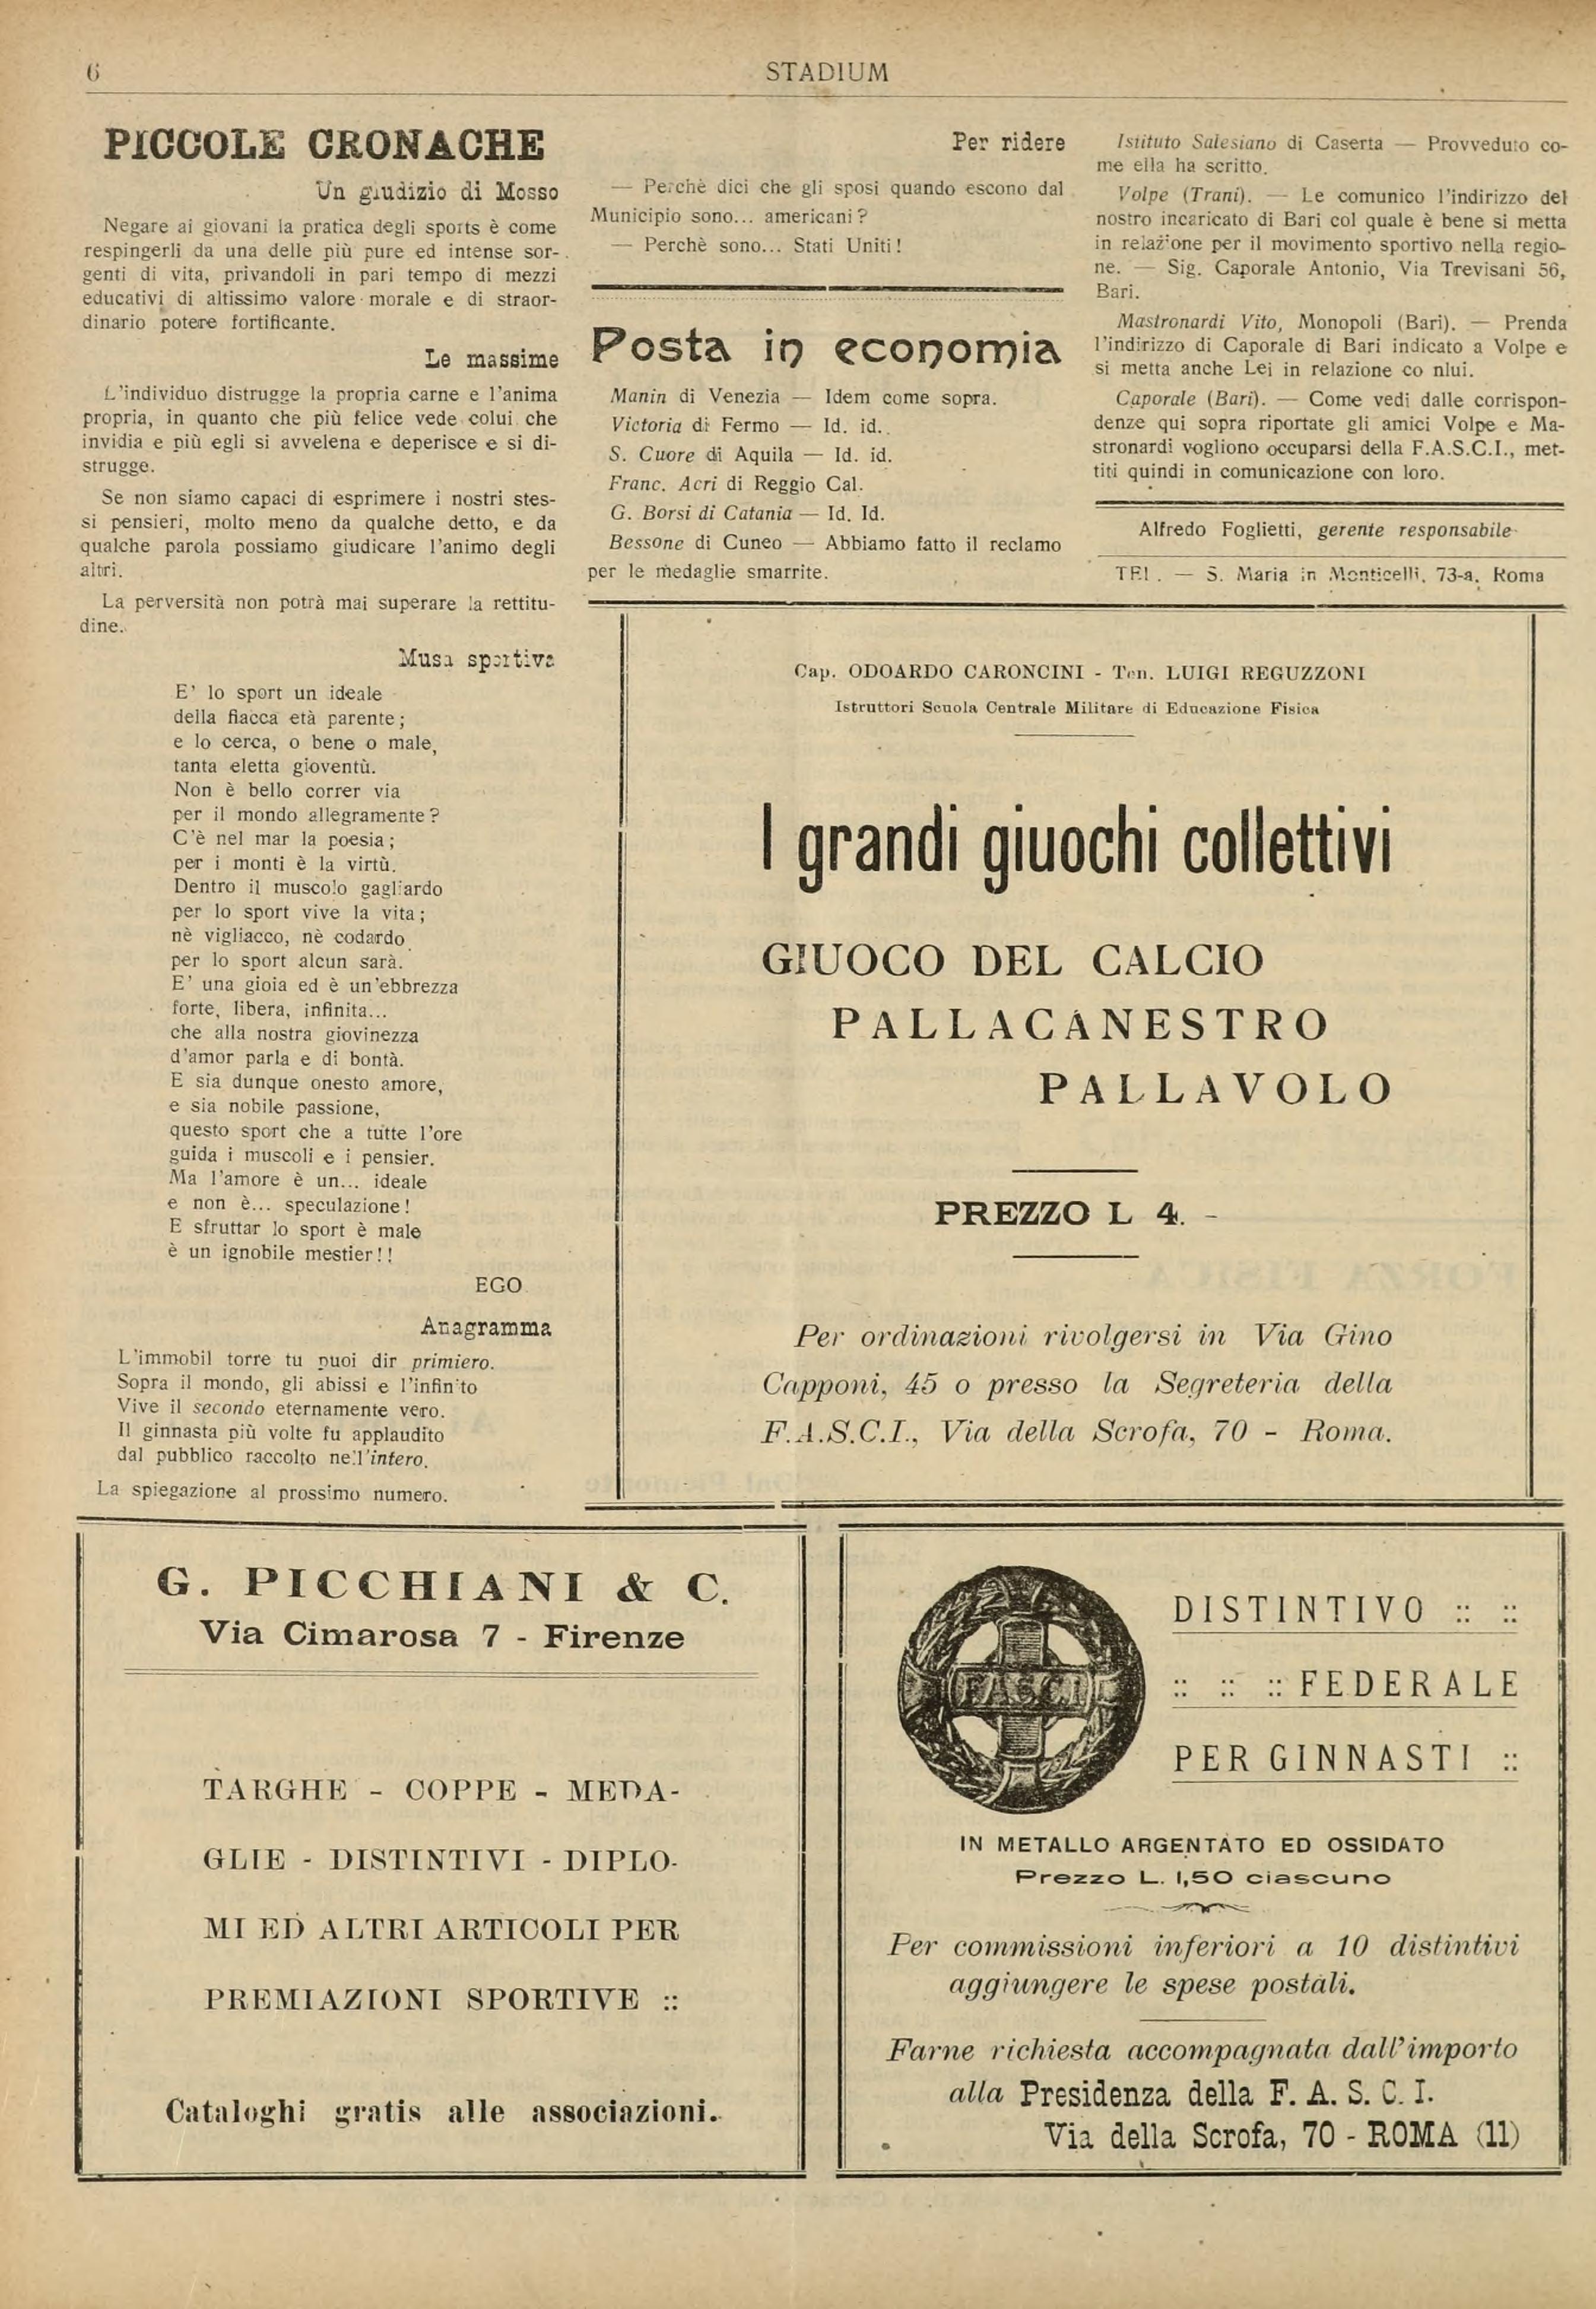 6
STADIUM
PICCOLE CRONACHE
Un giudizio di Mosso
Negare ai giovani la pratica degli sports è come
respingerli da una delle più pure ed intense sor-
genti di vita, privandoli in pari tempo di mezzi
educativi di altissimo valore morale e di straor-
dinario potere fortificante.
Le massime
L'individuo distrugge la propria carne e l'anima
propria, in quanto che più felice vede colui che
invidia e più egli si avvelena e deperisce e si di-
strugge.
Se non siamo capaci di esprimere i nostri stes-
si pensieri, molto meno da qualche detto, e da
qualche parola possiamo giudicare l'animo degli
altri.
La perversità non potrà mai superare la rettitu-
dine.
Musa sportiva
E' lo sport un ideale
della fiacca età parente;
e lo cerca, o bene o male,
tanta eletta gioventù.
Non è bello correr via
per il mondo allegramente?
C'è nel mar la poesia;
per i monti è la virtù.
Dentro il muscolo gagliardo
per lo sport vive la vita;
nè vigliacco, nè codardo
per lo sport alcun sarà.
E' una gioia ed è un'ebbrezza
forte, libera, infinita...
che alla nostra giovinezza
d'amor parla e di bontà.
E sia dunque onesto amore,
e sia nobile passione,
questo sport che a tutte l'ore
guida i muscoli e i pensier.
Ma l'amore è un... ideale
e non è... speculazione!
E sfruttar lo sport è male
è un ignobile mestier!!
EGO
Anagramma
L'immobil torre tu puoi dir primiero.
Sopra il mondo, gli abissi e l'infinito
Vive il secondo eternamente vero.
Il ginnasta più volte fu applaudito
dal pubblico raccolto nell'intero.
La spiegazione al prossimo numero.
Per ridere
— Perchè dici che gli sposi quando escono dal
Municipio sono... americani?
— Perchè sono... Stati Uniti!
Posta in economia
Manin di Venezia — Idem come sopra.
Victoria di Fermo — Id. id.
S. Cuore di Aquila — Id. id.
Franc. Acri di Reggio Cal.
G. Borsi di Catania — Id. Id.
Bessone di Cuneo — Abbiamo fatto il reclamo
per le medaglie smarrite.
Istituto Salesiano di Caserta — Provveduto co-
me ella ha scritto.
Volpe (Trani). — Le comunico l'indirizzo del
nostro incaricato di Bari col quale è bene si metta
in relazione per il movimento sportivo nella regio-
ne. — Sig. Caporale Antonio, Via Trevisani 56,
Bari.
Mastronardi Vito, Monopoli (Bari). — Prenda
l'indirizzo di Caporale di Bari indicato a Volpe e
si metta anche Lei in relazione co nlui.
Caporale (Bari). — Come vedi dalle corrispon-
denze qui sopra riportate gli amici Volpe e Ma-
stronardi vogliono occuparsi della F.A.S.C.I., met-
titi quindi in comunicazione con loro.
Alfredo Foglietti, gerente responsabile
TEI. — S. Maria in Monticelli, 73-a, Roma
Cap. ODOARDO CARONCINI - Ten. LUIGI REGUZZONI
Istruttori Scuola Centrale Militare di Educazione Fisica
I grandi giuochi collettivi
GIUOCO DEL CALCIO
PALLACANESTRO
PALLAVOLO
PREZZO L 4. -
Per ordinazioni rivolgersi in Via Gino
Capponi, 45 o presso la Segreteria della
F.A.S.C.I., Via della Scrofa, 70 - Roma.
G. PICCHIANI & C.
Via Cimarosa 7 - Firenze
TARGHE - COPPE - MEDA-
GLIE - DISTINTIVI - DIPLO-
MI ED ALTRI ARTICOLI PER
PREMIAZIONI SPORTIVE ::
Cataloghi gratis alle associazioni.
FASCI
DISTINTIVO :: ::
:: :: :: FEDERALE
PER GINNASTI ::
IN METALLO ARGENTATO ED OSSIDATO
Prezzo L. 1,50 ciascuno
Per commissioni inferiori a 10 distintivi
aggiungere le spese postali.
Farne richiesta accompagnata dall'importo
alla Presidenza della F. A. S. C. I.
Via della Scrofa, 70 - ROMA (11)